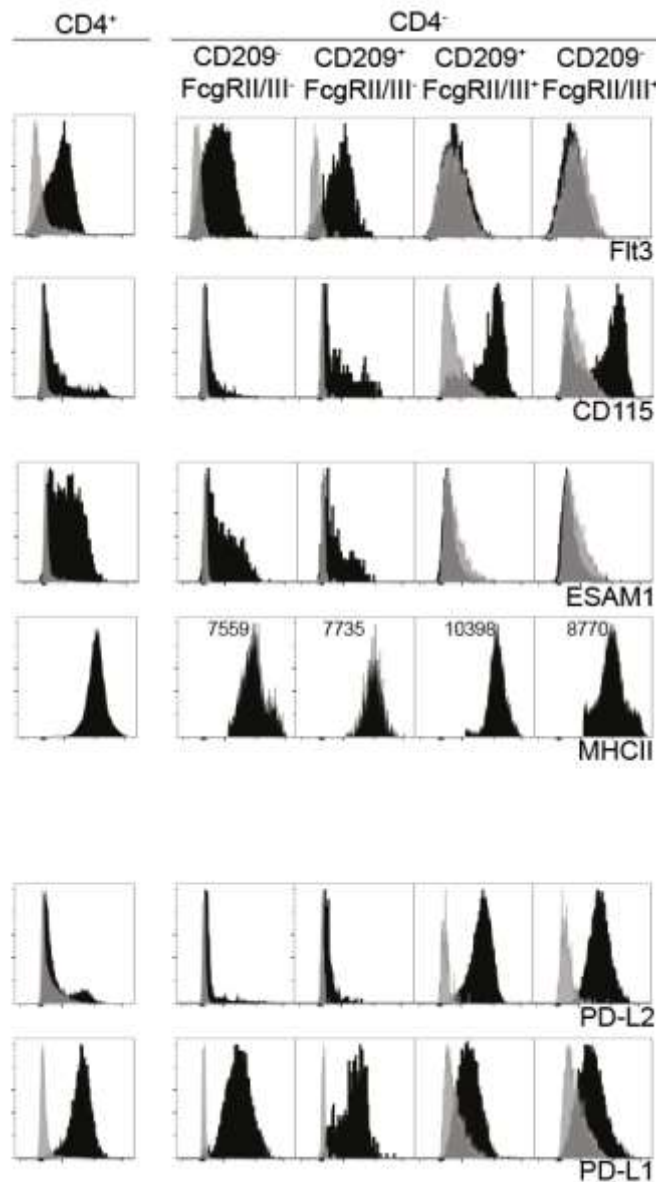 CD4⁺ CD4⁻
CD209⁻ CD209⁺ CD209⁺ CD209⁻
FcgRII/III⁻ FcgRII/III⁻ FcgRII/III⁺ FcgRII/III⁺
Flt3
CD115
ESAM1
7559 7735 10398 8770
MHCII
PD-L2
PD-L1